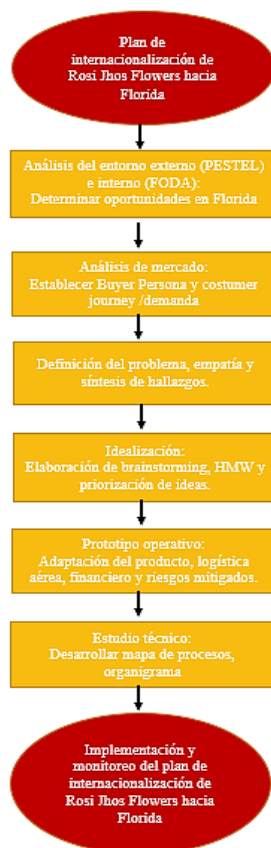 Plan de
internacionalización de
Rosi Jhos Flowers hacia
Florida
Análisis del entorno externo (PESTEL)
e interno (FODA):
Determinar oportunidades en Florida
Análisis de mercado:
Establecer Buyer Persona y costumer
journey /demanda
Definición del problema, empatía y
síntesis de hallazgos.
Idealización:
Elaboración de brainstorming, HMW y
priorización de ideas.
Prototipo operativo:
Adaptación del producto, logística
aérea, financiero y riesgos mitigados.
Estudio técnico:
Desarrollar mapa de procesos,
organigrama
Implementación y
monitoreo del plan de
internacionalización de
Rosi Jhos Flowers hacia
Florida